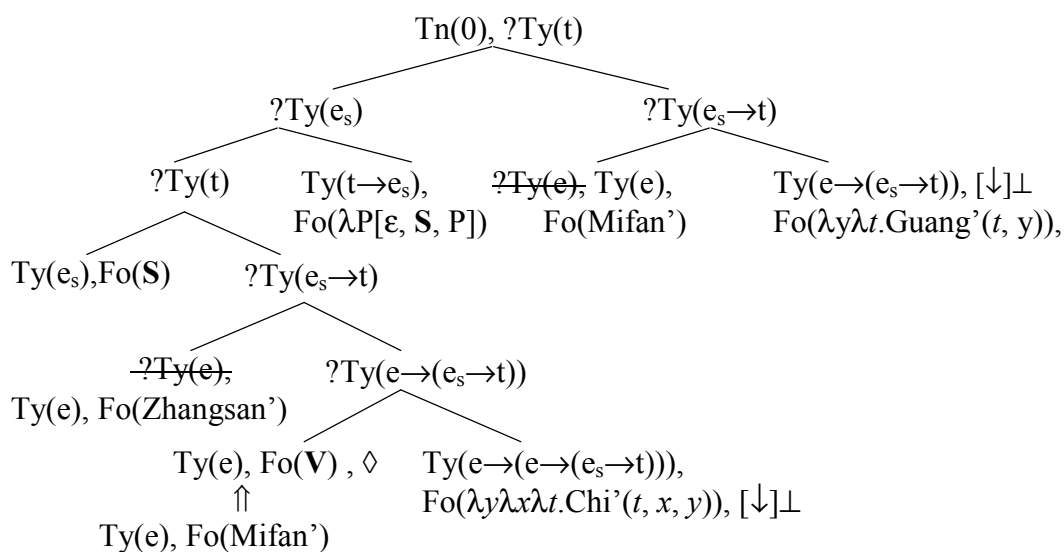 Tn(0), ?Ty(t)
?Ty(eₛ) ?Ty(eₛ→t)
?Ty(t) Ty(t→eₛ), ?Ty(e), Ty(e), Ty(e→(eₛ→t)), [↓]⊥
Fo(λP[ε, S, P]) Fo(Mifan’) Fo(λyλt.Guang’(t, y)),
Ty(eₛ),Fo(S) ?Ty(eₛ→t)
?Ty(e), ?Ty(e→(eₛ→t))
Ty(e), Fo(Zhangsan’)
Ty(e), Fo(V) , ◊ Ty(e→(e→(eₛ→t))),
⇑ Fo(λyλxλt.Chi’(t, x, y)), [↓]⊥
Ty(e), Fo(Mifan’)